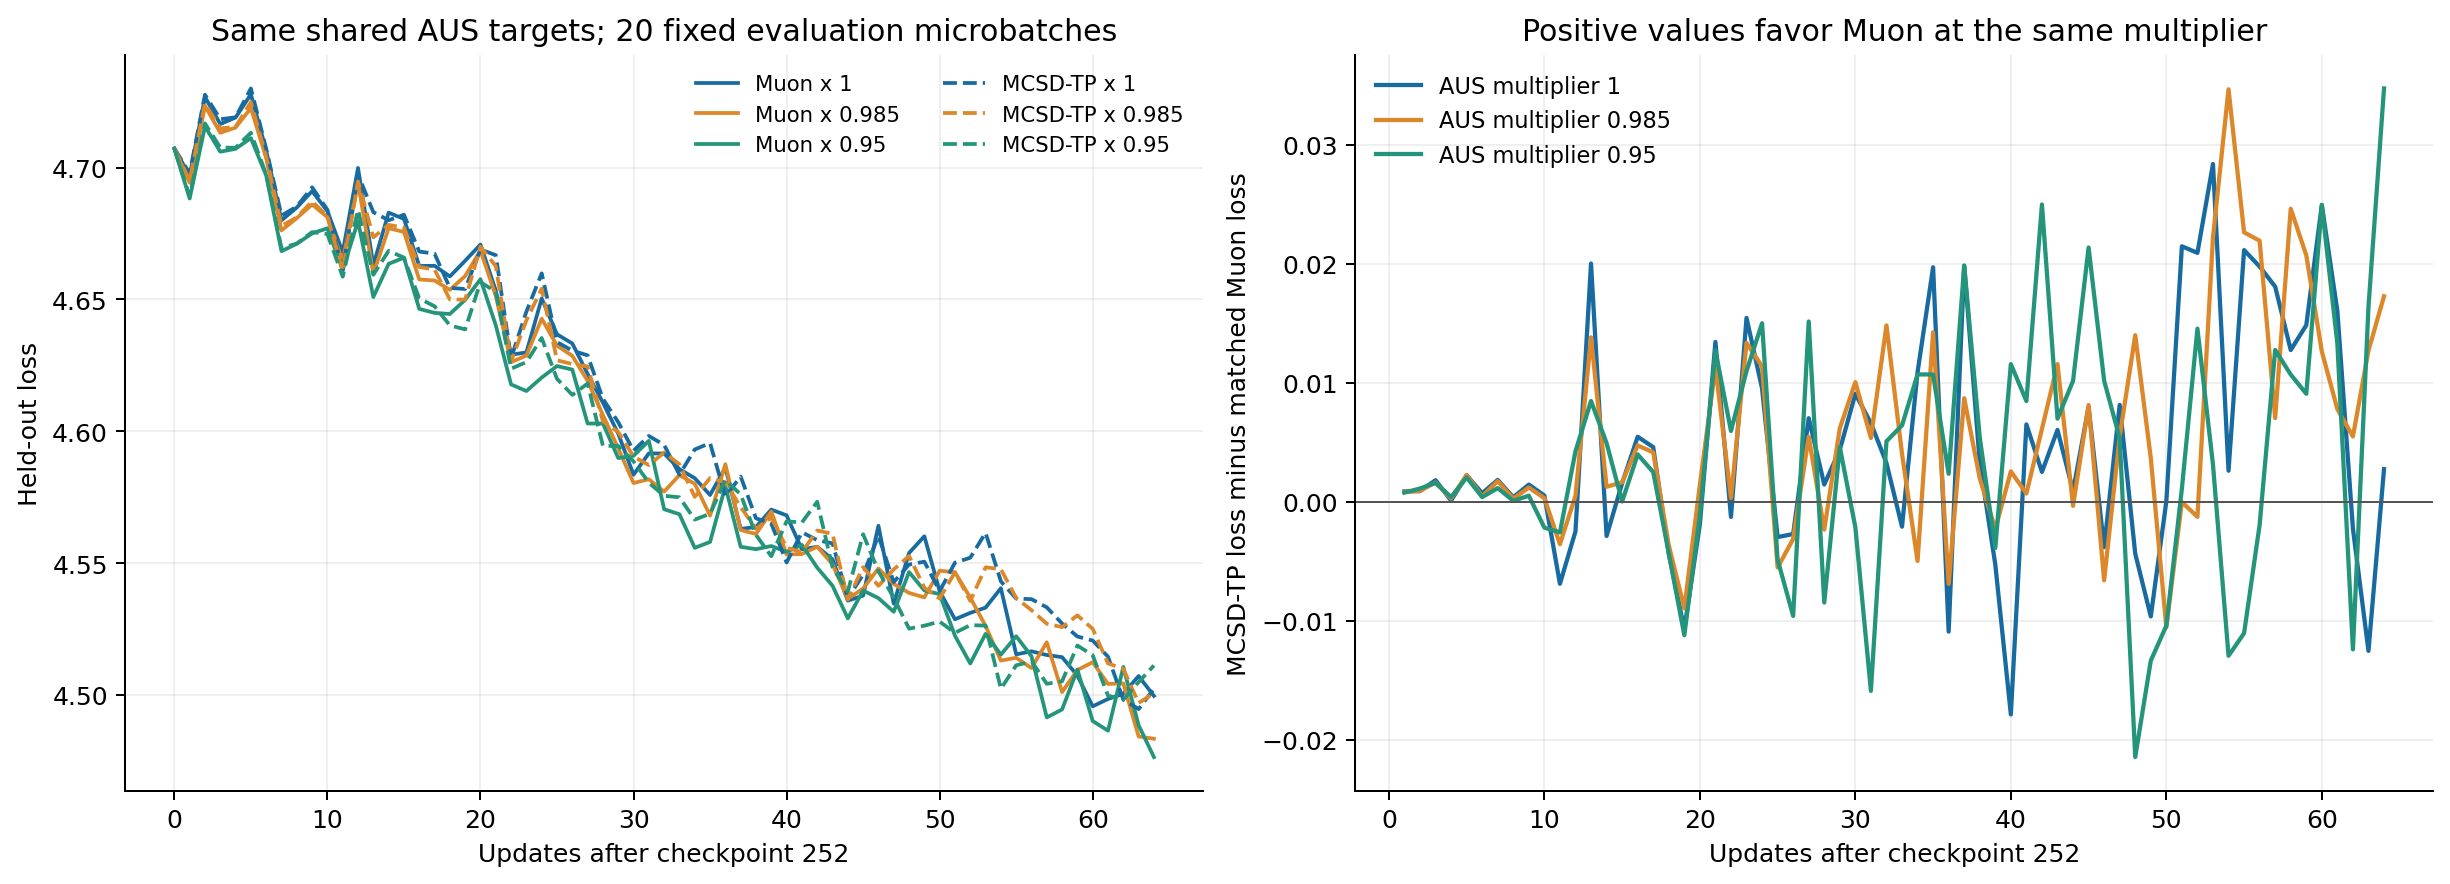 Same shared AUS targets; 20 fixed evaluation microbatches
Muon x 1
Muon x 0.985
Muon x 0.95
MCSD-TP x 1
MCSD-TP x 0.985
MCSD-TP x 0.95
Held-out loss
4.70
4.65
4.60
4.55
4.50
0 10 20 30 40 50 60
Updates after checkpoint 252
Positive values favor Muon at the same multiplier
AUS multiplier 1
AUS multiplier 0.985
AUS multiplier 0.95
MCSD-TP loss minus matched Muon loss
0.03
0.02
0.01
0.00
−0.01
−0.02
0 10 20 30 40 50 60
Updates after checkpoint 252